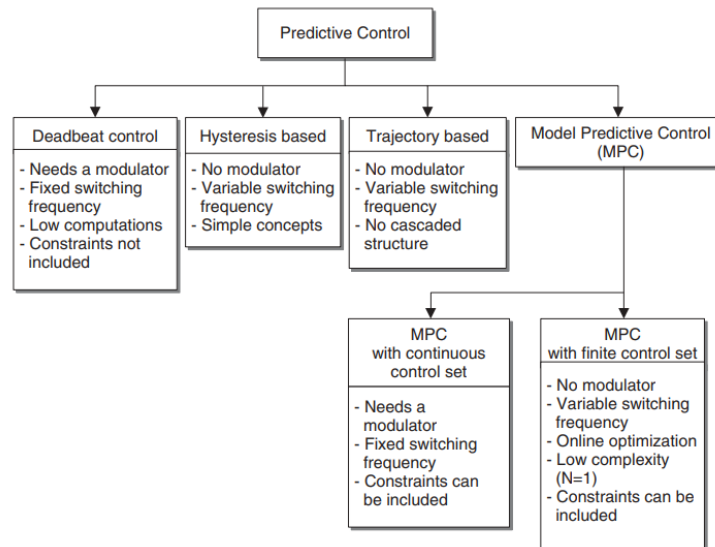 Predictive Control
Deadbeat control
- Needs a modulator
- Fixed switching
frequency
- Low computations
- Constraints not
included
Hysteresis based
- No modulator
- Variable switching
frequency
- Simple concepts
Trajectory based
- No modulator
- Variable switching
frequency
- No cascaded
structure
Model Predictive Control
(MPC)
MPC
with continuous
control set
- Needs a
modulator
- Fixed switching
frequency
- Constraints can
be included
MPC
with finite control set
- No modulator
- Variable switching
frequency
- Online optimization
- Low complexity
(N=1)
- Constraints can be
included